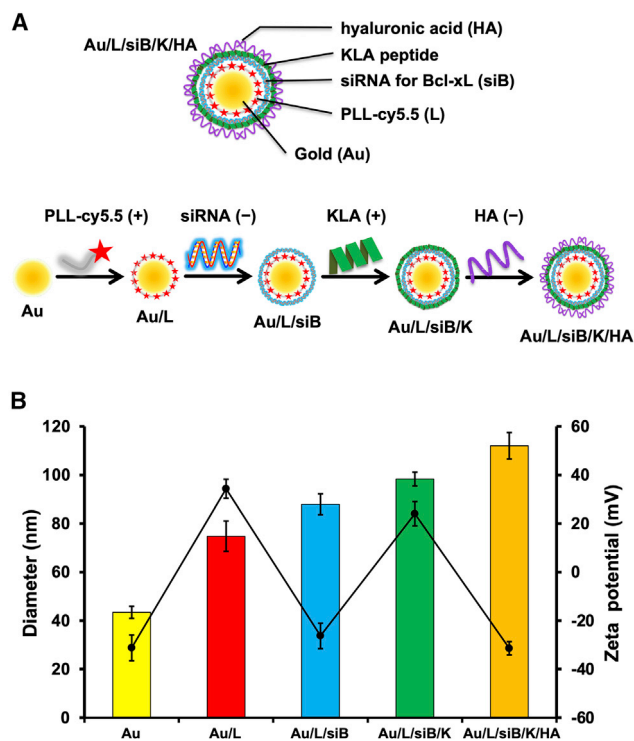 A
Au/L/siB/K/HA
hyaluronic acid (HA)
KLA peptide
siRNA for Bcl-xL (siB)
PLL-cy5.5 (L)
Gold (Au)
PLL-cy5.5 (+) siRNA (−) KLA (+) HA (−)
Au Au/L Au/L/siB Au/L/siB/K Au/L/siB/K/HA
B
Diameter (nm)
120
100
80
60
40
20
0
Zeta potential (mV)
60
40
20
0
-20
-40
-60
Au Au/L Au/L/siB Au/L/siB/K Au/L/siB/K/HA